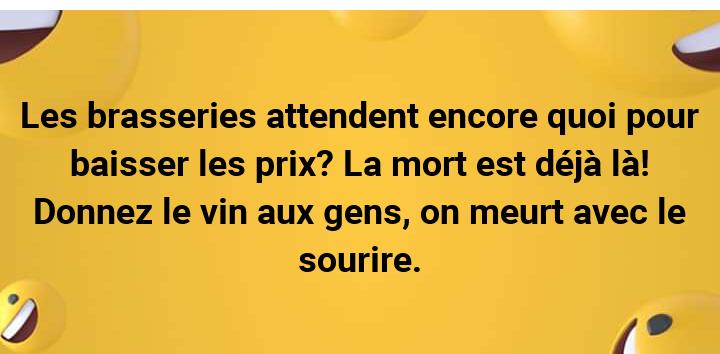 Les brasseries attendent encore quoi pour
baisser les prix? La mort est déjà là!
Donnez le vin aux gens, on meurt avec le
sourire.